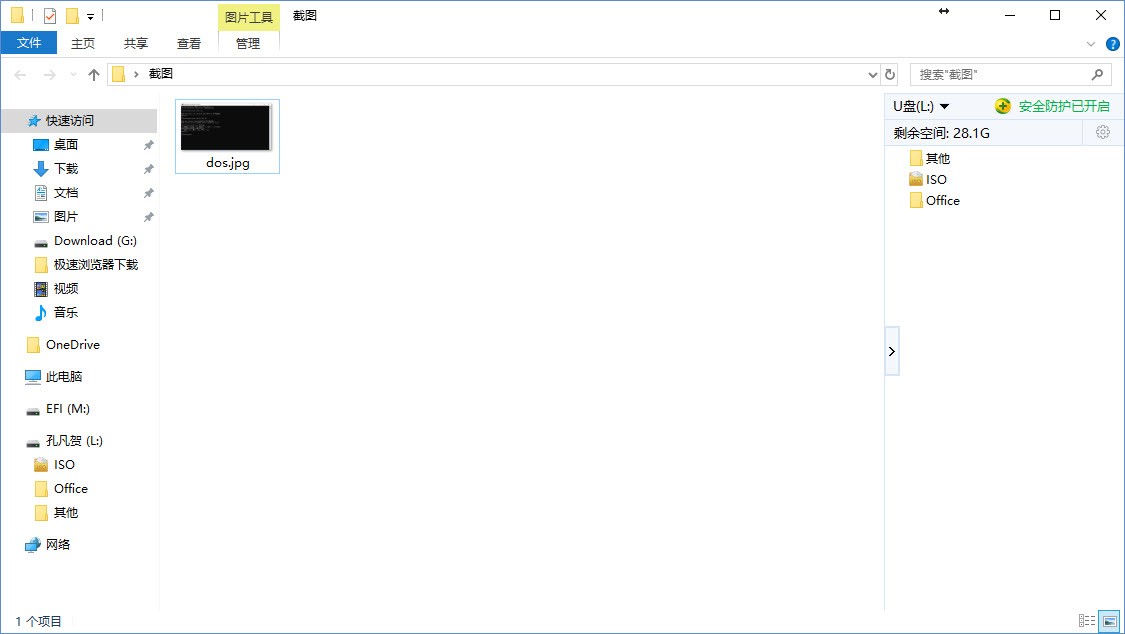 图片工具 截图
文件 主页 共享 查看 管理
截图 搜索"截图"
快速访问
桌面
下载
文档
图片
Download (G:)
极速浏览器下载
视频
音乐
OneDrive
此电脑
EFI (M:)
孔凡贺 (L:)
ISO
Office
其他
网络
dos.jpg
U盘(L:) 安全防护已开启
剩余空间: 28.1G
其他
ISO
Office
1 个项目